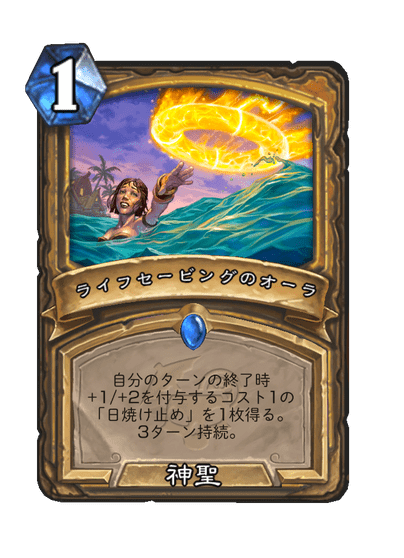 1
ライフセービングのオーラ
自分のターンの終了時
+1/+2を付与するコスト1の
「日焼け止め」を1枚得る。
3ターン持続。
神聖